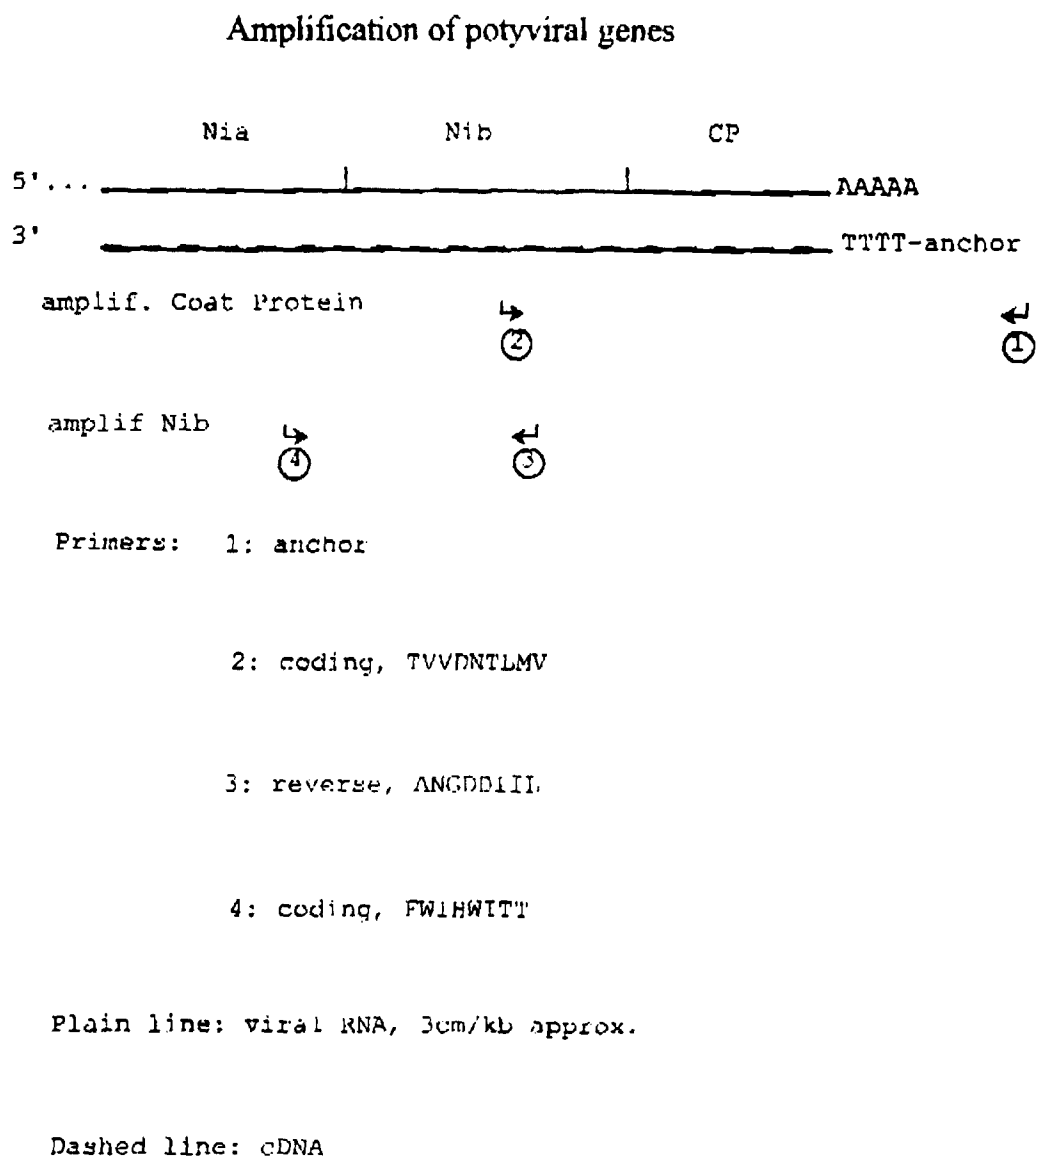 Amplification of potyviral genes
Nia Nib CP
5'... AAAAA
3' TTTT-anchor
amplif. Coat Protein
2 1
amplif Nib
4 3
Primers: 1: anchor
2: coding, TVVDNTLMV
3: reverse, ANGDDIIL
4: coding, FWIHWITT
Plain line: viral RNA, 3cm/kb approx.
Dashed line: cDNA